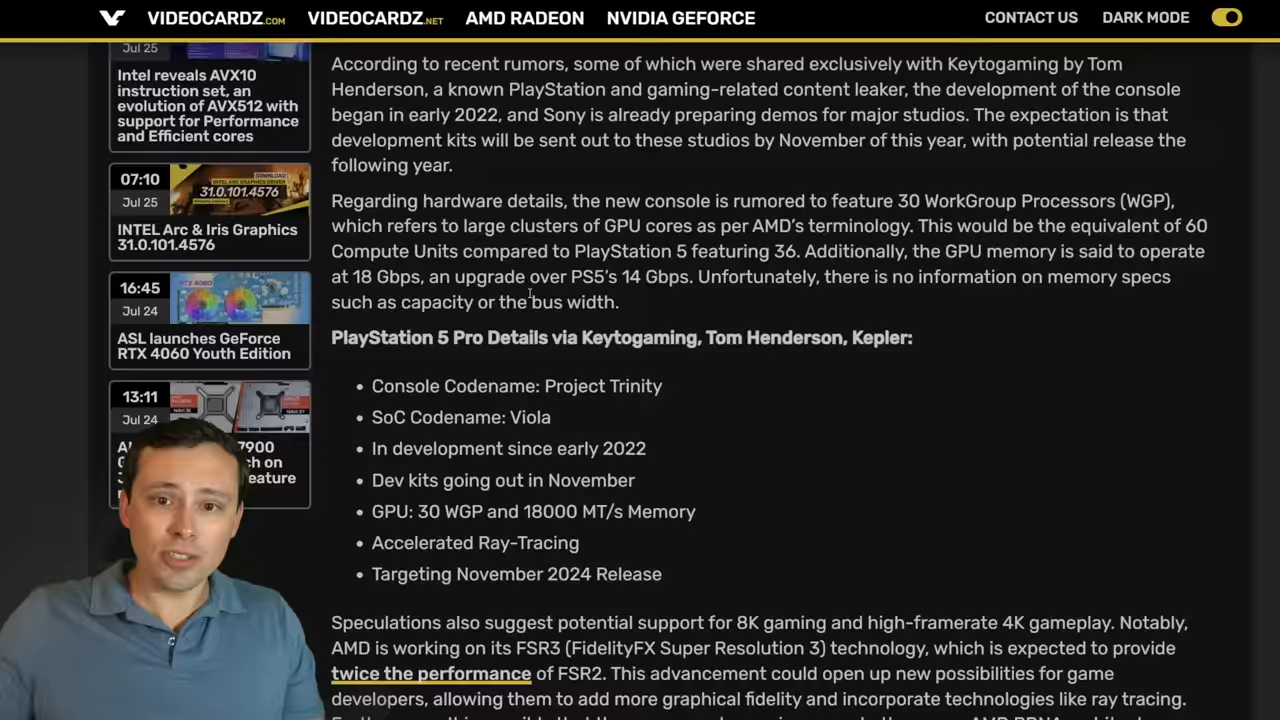 VIDEOCARDZ.COM VIDEOCARDZ.NET AMD RADEON NVIDIA GEFORCE CONTACT US DARK MODE
Jul 25
Intel reveals AVX10
instruction set, an
evolution of AVX512 with
support for Performance
and Efficient cores
07:10
Jul 25
DOWNLOAD
INTEL ARC GRAPHICS DRIVER
31.0.101.4576
INTEL Arc & Iris Graphics
31.0.101.4576
16:45
Jul 24
RTX 4060
ASL launches GeForce
RTX 4060 Youth Edition
13:11
Jul 24
7900
ch on
eature
According to recent rumors, some of which were shared exclusively with Keytogaming by Tom
Henderson, a known PlayStation and gaming-related content leaker, the development of the console
began in early 2022, and Sony is already preparing demos for major studios. The expectation is that
development kits will be sent out to these studios by November of this year, with potential release the
following year.
Regarding hardware details, the new console is rumored to feature 30 WorkGroup Processors (WGP),
which refers to large clusters of GPU cores as per AMD's terminology. This would be the equivalent of 60
Compute Units compared to PlayStation 5 featuring 36. Additionally, the GPU memory is said to operate
at 18 Gbps, an upgrade over PS5's 14 Gbps. Unfortunately, there is no information on memory specs
such as capacity or the bus width.
PlayStation 5 Pro Details via Keytogaming, Tom Henderson, Kepler:
• Console Codename: Project Trinity
• SoC Codename: Viola
• In development since early 2022
• Dev kits going out in November
• GPU: 30 WGP and 18000 MT/s Memory
• Accelerated Ray-Tracing
• Targeting November 2024 Release
Speculations also suggest potential support for 8K gaming and high-framerate 4K gameplay. Notably,
AMD is working on its FSR3 (FidelityFX Super Resolution 3) technology, which is expected to provide
twice the performance of FSR2. This advancement could open up new possibilities for game
developers, allowing them to add more graphical fidelity and incorporate technologies like ray tracing.